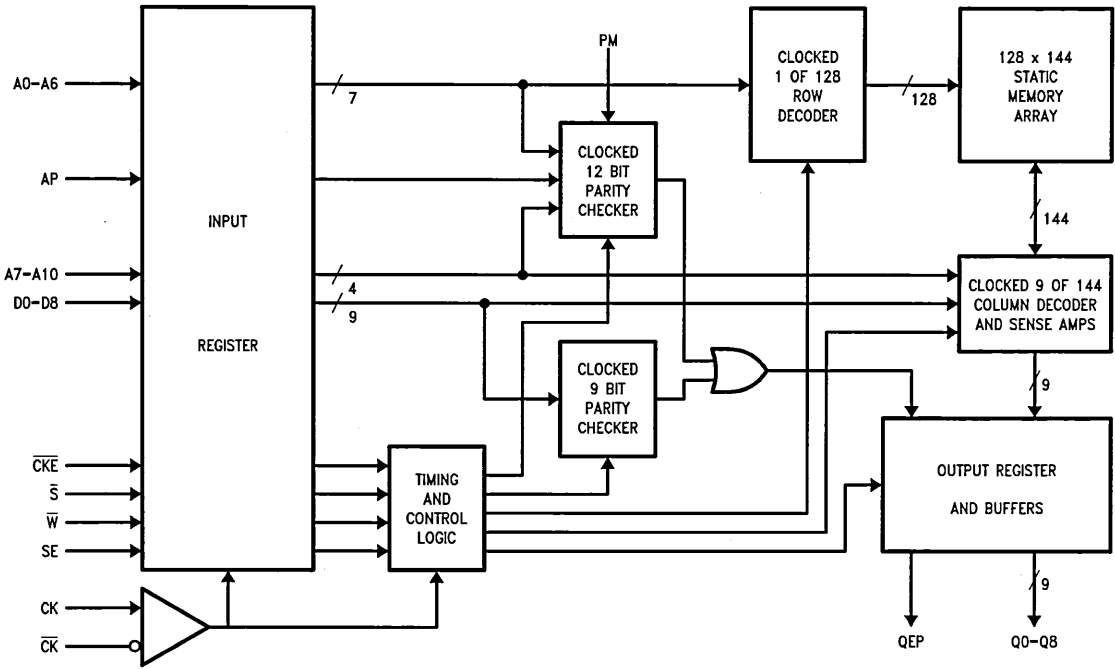 PM
A0-A6
7
CLOCKED
1 OF 128
ROW
DECODER
128
128 x 144
STATIC
MEMORY
ARRAY
AP
CLOCKED
12 BIT
PARITY
CHECKER
INPUT
REGISTER
144
A7-A10
4
D0-D8
9
CLOCKED 9 OF 144
COLUMN DECODER
AND SENSE AMPS
CLOCKED
9 BIT
PARITY
CHECKER
9
C̅K̅E̅
S̅
W̅
SE
TIMING
AND
CONTROL
LOGIC
OUTPUT REGISTER
AND BUFFERS
CK
C̅K̅
9
QEP
Q0-Q8